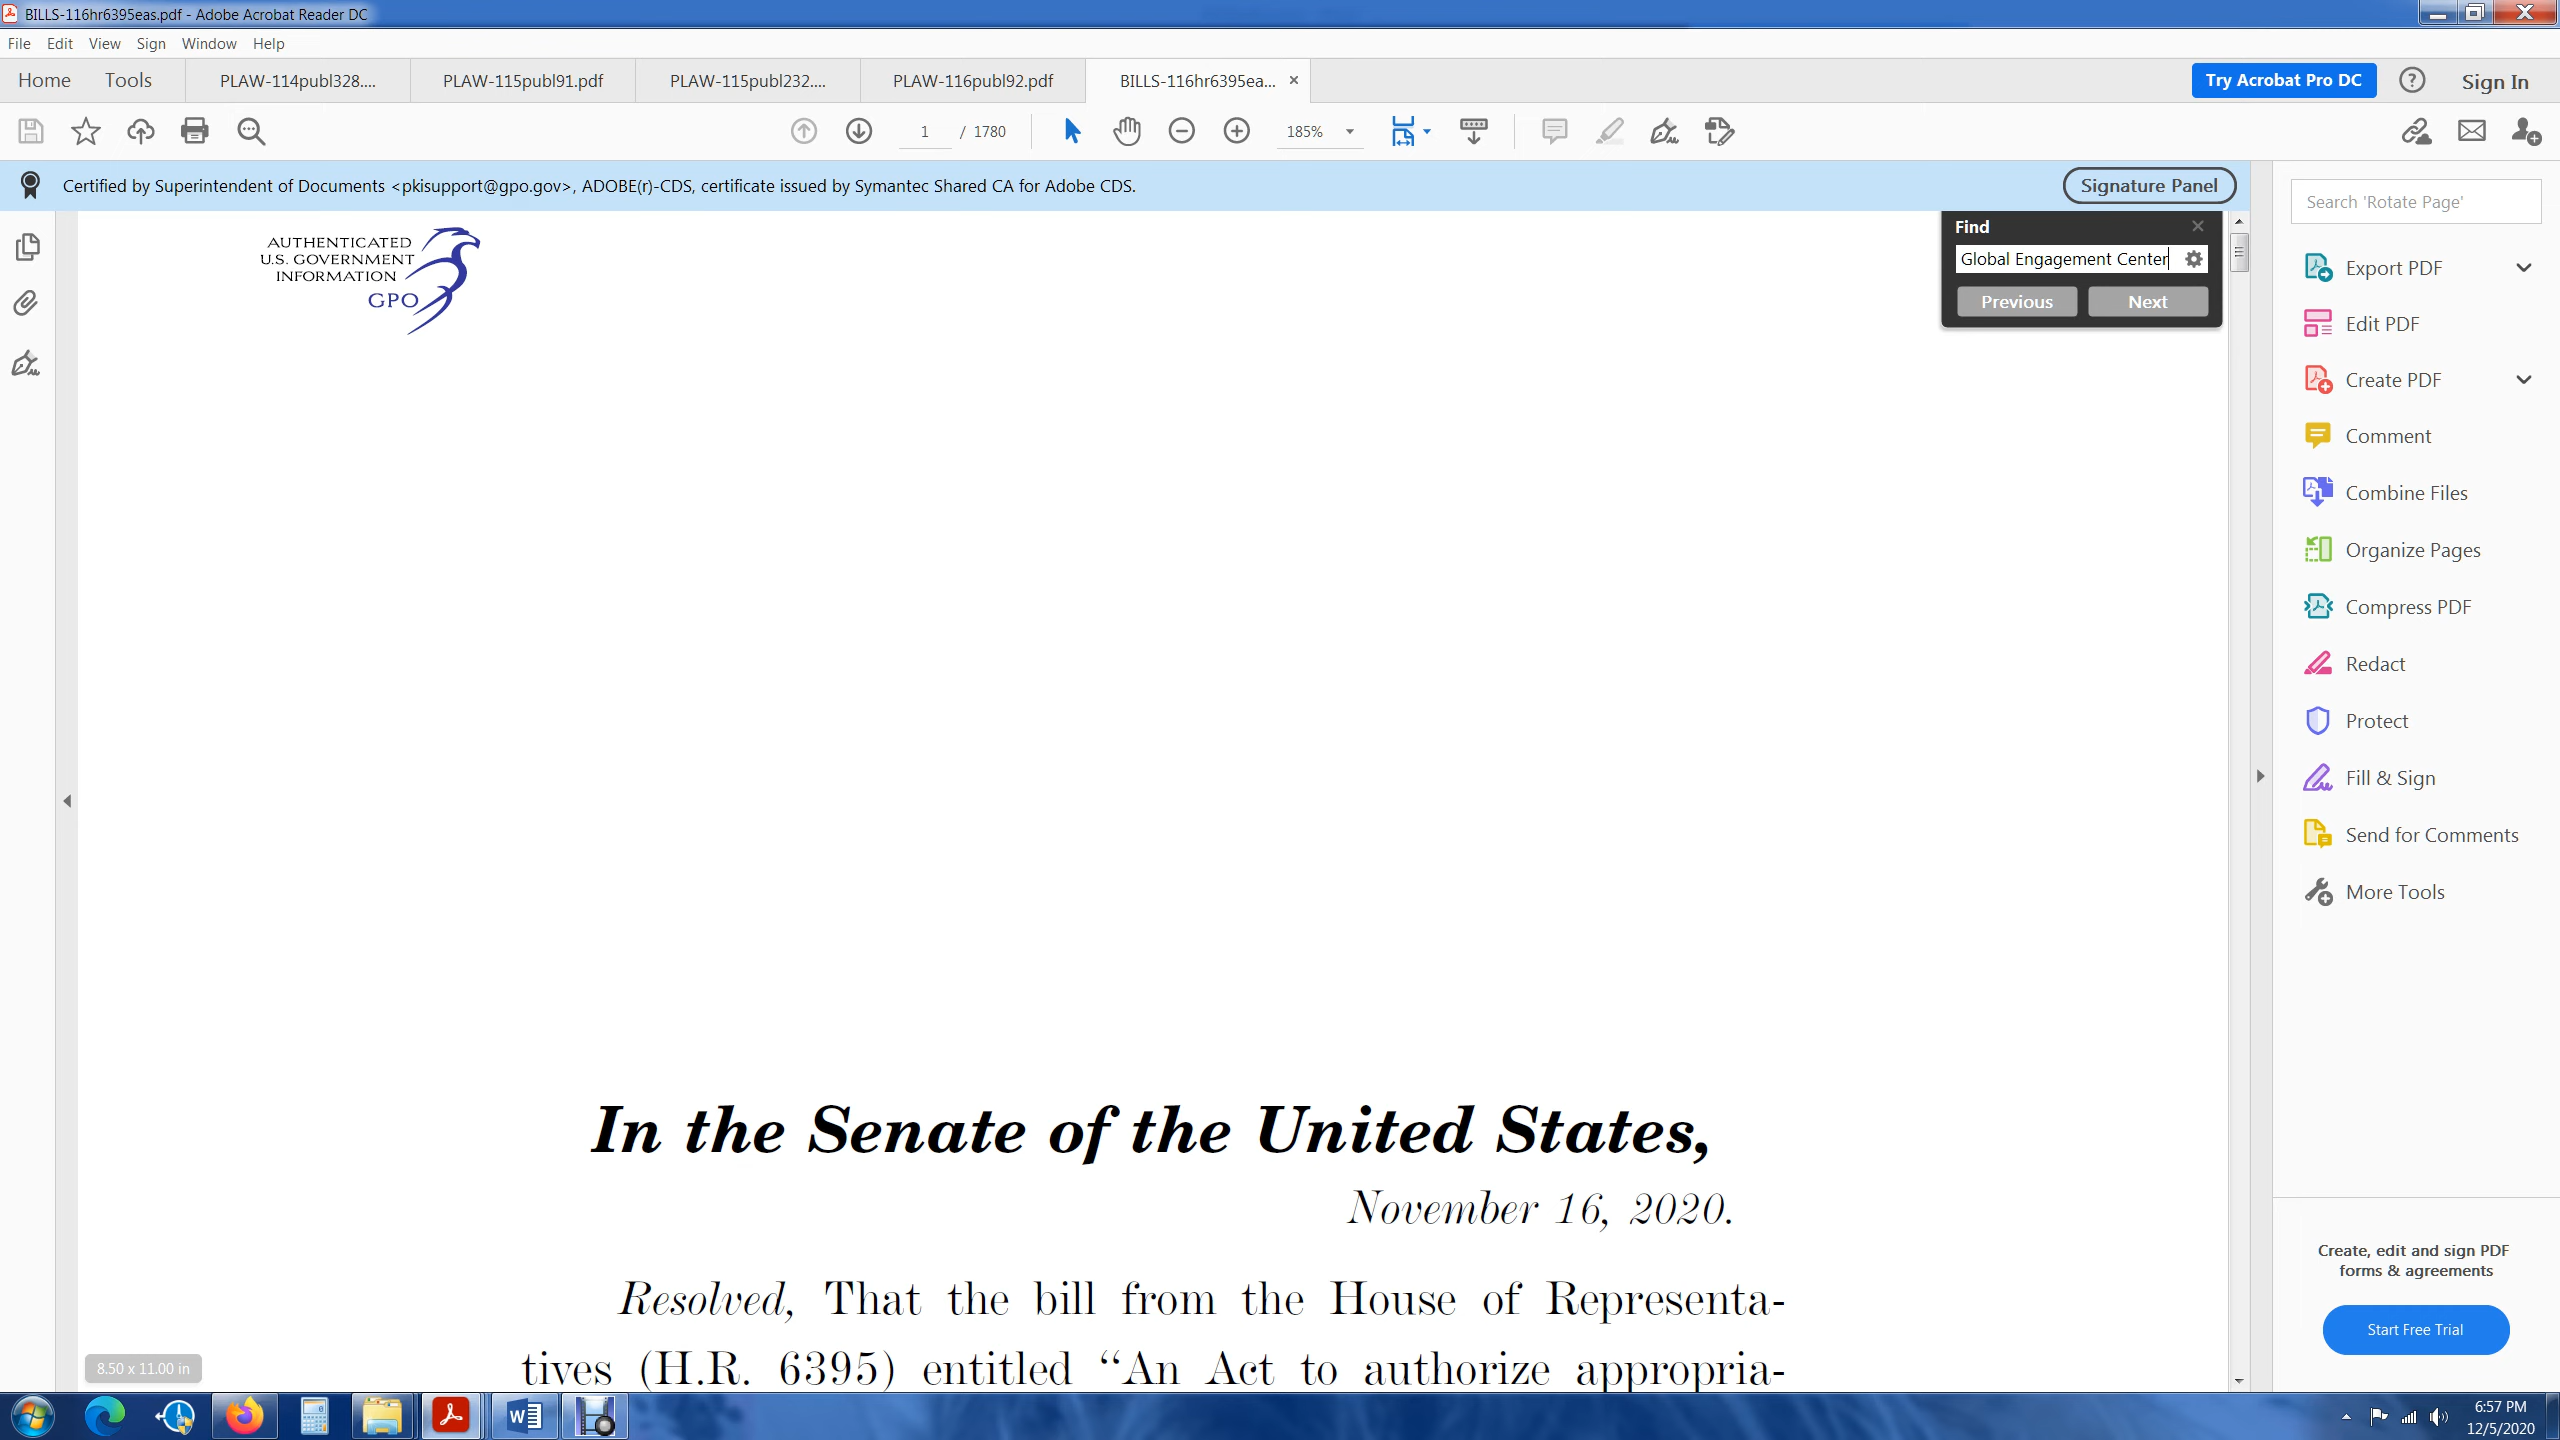 BILLS-116hr6395eas.pdf - Adobe Acrobat Reader DC
File Edit View Sign Window Help
Home Tools PLAW-114publ328.... PLAW-115publ91.pdf PLAW-115publ232.... PLAW-116publ92.pdf BILLS-116hr6395ea... × Try Acrobat Pro DC ? Sign In
1 / 1780 185%
Certified by Superintendent of Documents <pkisupport@gpo.gov>, ADOBE(r)-CDS, certificate issued by Symantec Shared CA for Adobe CDS. Signature Panel
AUTHENTICATED
U.S. GOVERNMENT
INFORMATION
GPO
Find
Global Engagement Center
Previous Next
In the Senate of the United States,
November 16, 2020.
Resolved, That the bill from the House of Representa-
tives (H.R. 6395) entitled ‘‘An Act to authorize appropria-
8.50 x 11.00 in
Search 'Rotate Page'
Export PDF
Edit PDF
Create PDF
Comment
Combine Files
Organize Pages
Compress PDF
Redact
Protect
Fill & Sign
Send for Comments
More Tools
Create, edit and sign PDF
forms & agreements
Start Free Trial
6:57 PM
12/5/2020